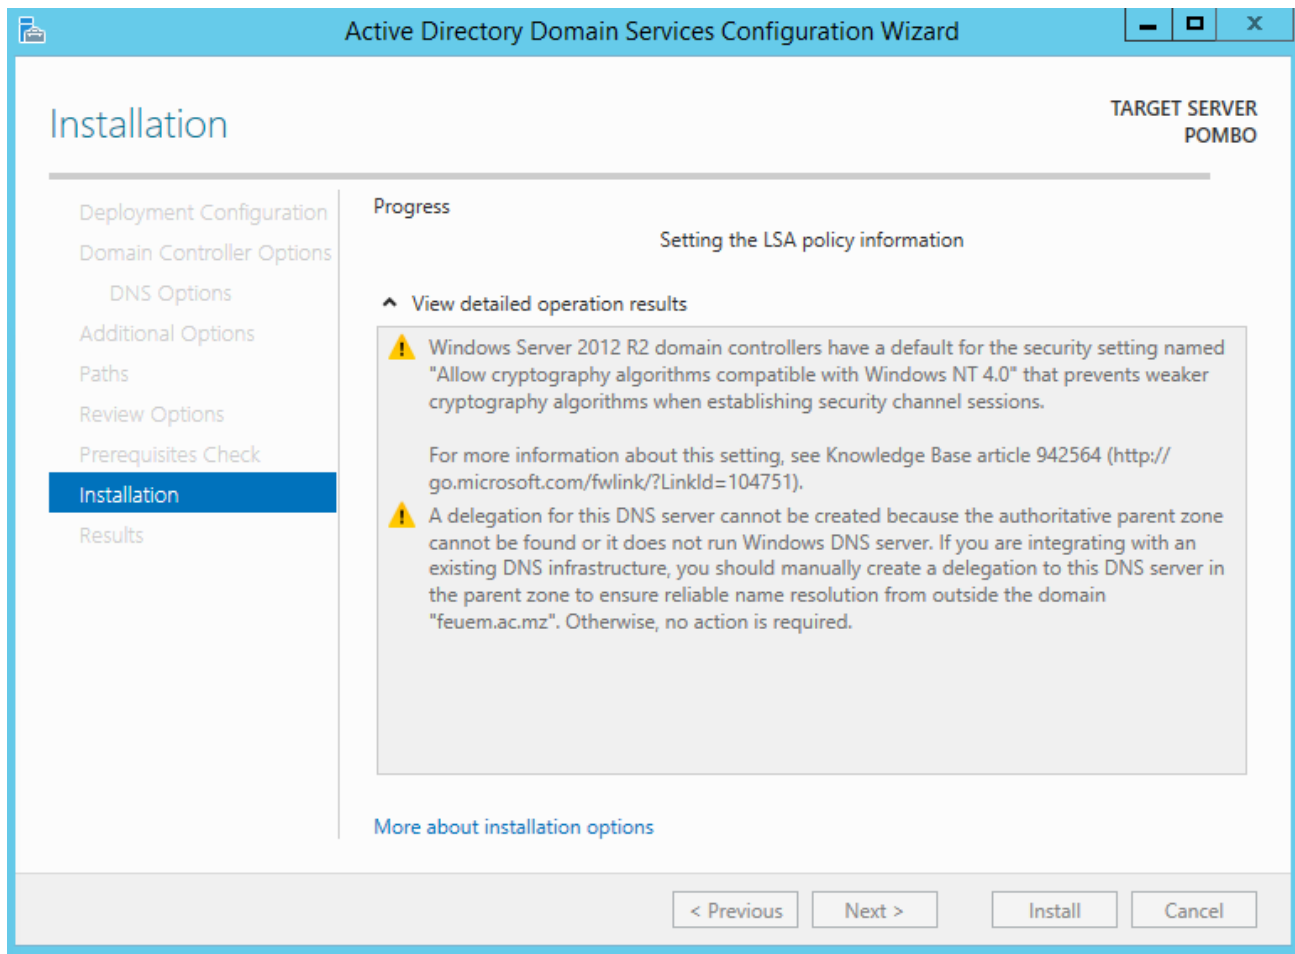 Active Directory Domain Services Configuration Wizard
Installation
TARGET SERVER
POMBO
Deployment Configuration
Domain Controller Options
DNS Options
Additional Options
Paths
Review Options
Prerequisites Check
Installation
Results
Progress
Setting the LSA policy information
View detailed operation results
Windows Server 2012 R2 domain controllers have a default for the security setting named
"Allow cryptography algorithms compatible with Windows NT 4.0" that prevents weaker
cryptography algorithms when establishing security channel sessions.
For more information about this setting, see Knowledge Base article 942564 (http://
go.microsoft.com/fwlink/?LinkId=104751).
A delegation for this DNS server cannot be created because the authoritative parent zone
cannot be found or it does not run Windows DNS server. If you are integrating with an
existing DNS infrastructure, you should manually create a delegation to this DNS server in
the parent zone to ensure reliable name resolution from outside the domain
"feuem.ac.mz". Otherwise, no action is required.
More about installation options
< Previous
Next >
Install
Cancel